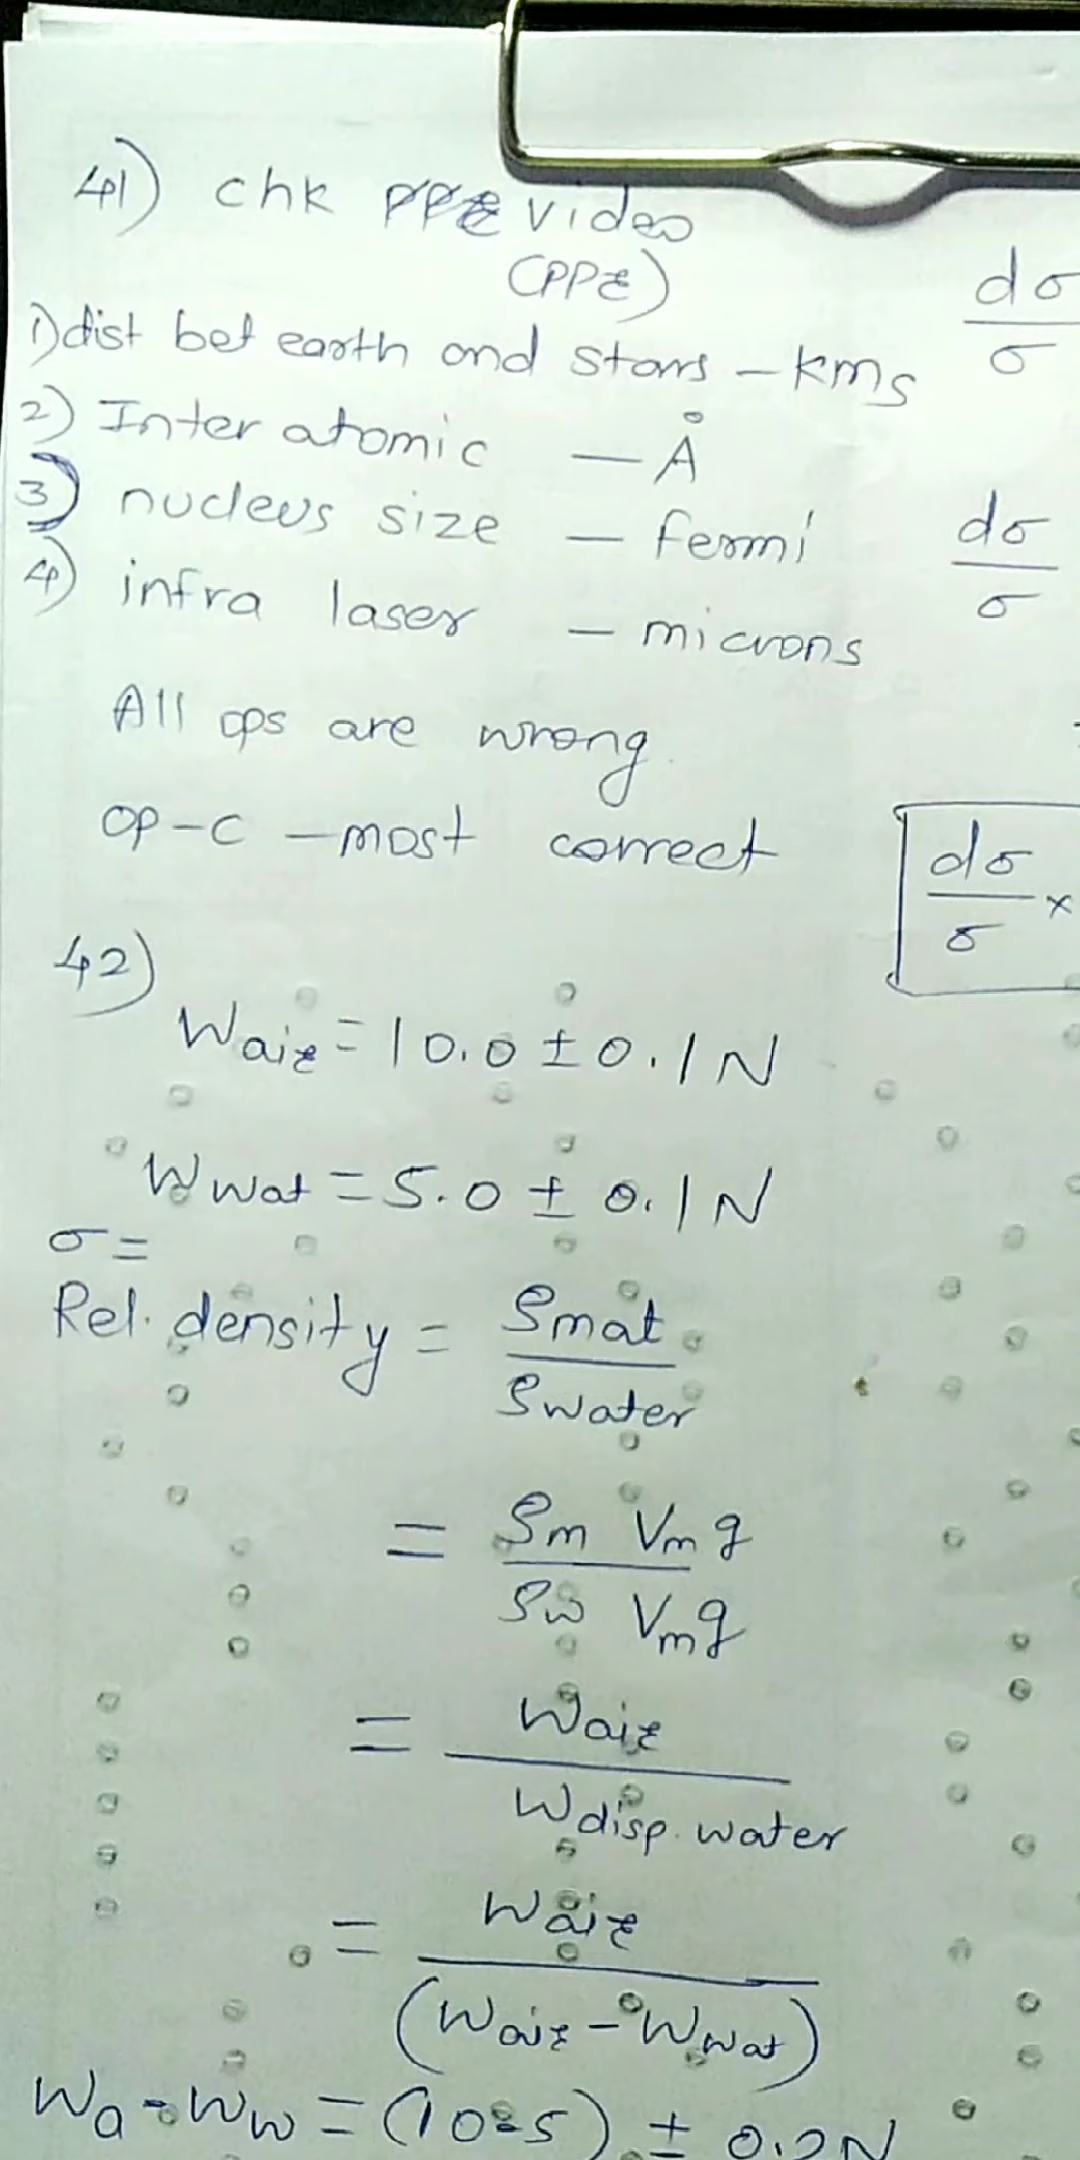 41) chk video
(PPE)
1) dist bet earth and stars – kms
2) Inter atomic – Å
3) nucleus size – fermi
4) infra laser – microns
All ops are wrong.
OP-C – most correct
42)
Wair = 10.0 ± 0.1 N
Wwat = 5.0 ± 0.1 N
σ =
Rel. density = ρmat / ρwater
= ρm Vm g / ρw Vm g
= Wair / Wdisp. water
= Wair / (Wair - Wwat)
Wa - Ww = (10-5) ± 0.2N
dσ / σ
dσ / σ
dσ / σ ×